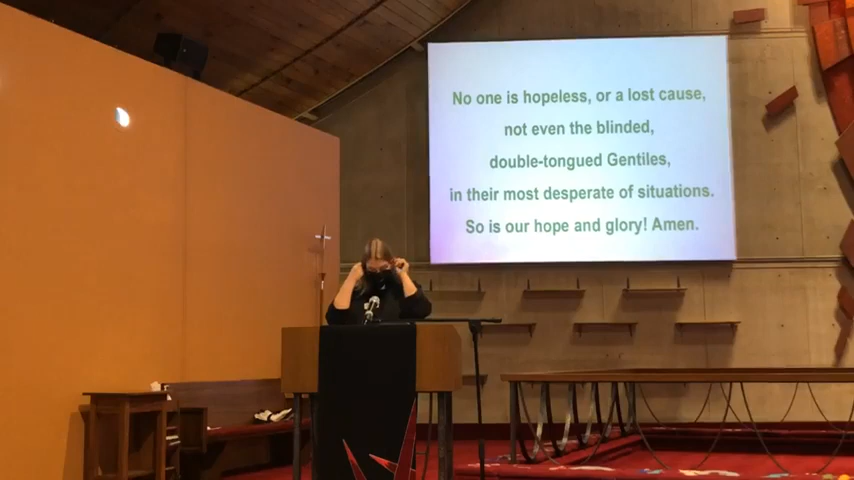 No one is hopeless, or a lost cause,
not even the blinded,
double-tongued Gentiles,
in their most desperate of situations.
So is our hope and glory! Amen.